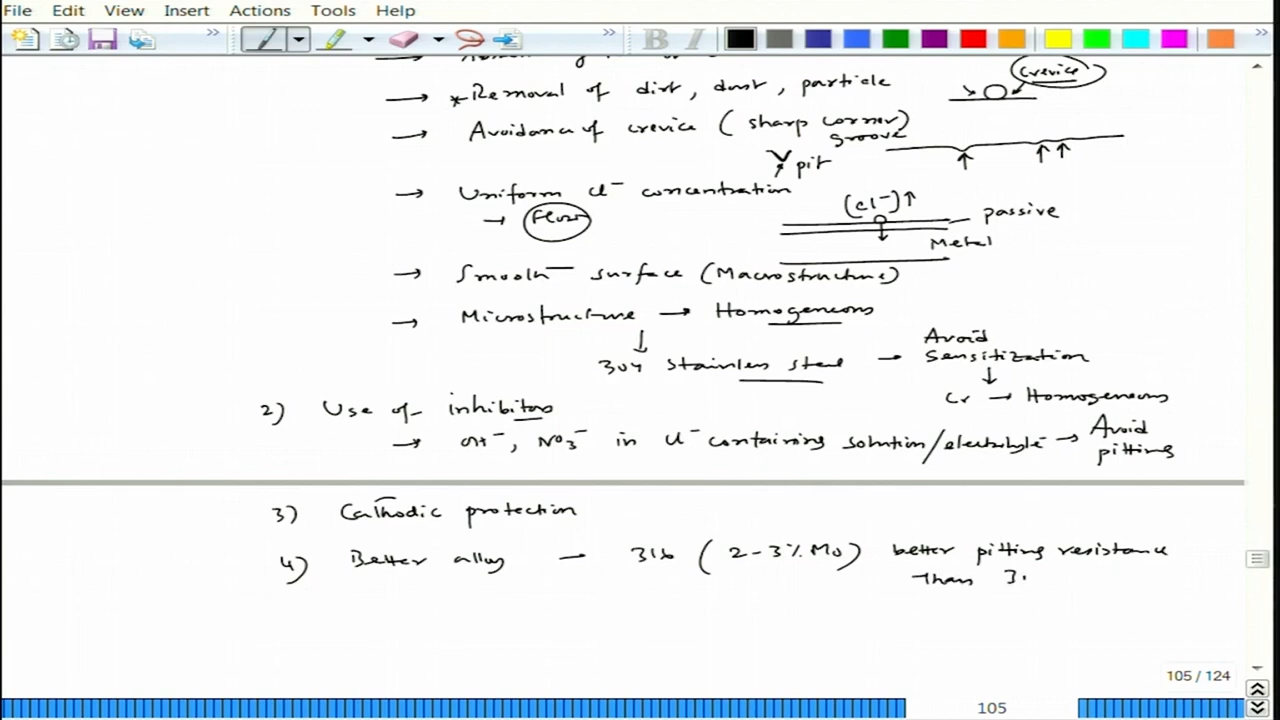 File Edit View Insert Actions Tools Help
B I
→ *Removal of dirt, dust, particle
crevice
→ Avoidance of crevice (sharp corner)
groove
pit
→ Uniform Cl⁻ concentration
→ Flow
(Cl⁻)↑
passive
Metal
→ Smooth surface (Macrostructure)
→ Microstructure → Homogeneous
↓
304 Stainless steel → Avoid Sensitization
↓
Cr → Homogeneous
2) Use of inhibitors
→ OH⁻, NO3⁻ in Cl⁻ containing solution/electrolyte → Avoid pitting
3) Cathodic protection
4) Better alloy — 316 (2-3% Mo) better pitting resistance
Than 3
105 / 124
105